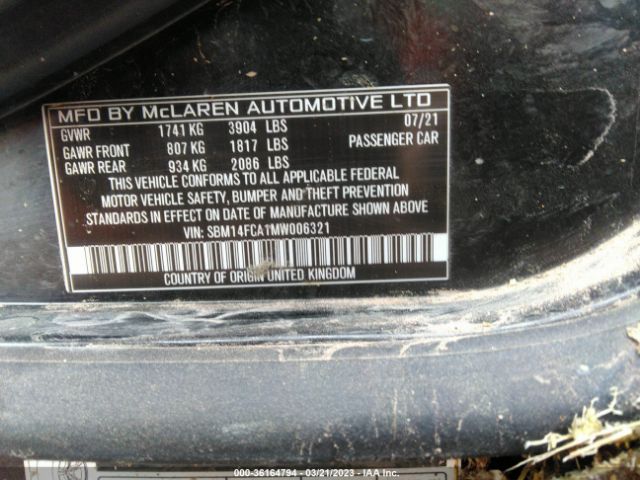 MFD BY McLAREN AUTOMOTIVE LTD
GVWR 1741 KG 3904 LBS 07/21
GAWR FRONT 807 KG 1817 LBS PASSENGER CAR
GAWR REAR 934 KG 2086 LBS
THIS VEHICLE CONFORMS TO ALL APPLICABLE FEDERAL
MOTOR VEHICLE SAFETY, BUMPER AND THEFT PREVENTION
STANDARDS IN EFFECT ON DATE OF MANUFACTURE SHOWN ABOVE
VIN: SBM14FCA1MW006321
COUNTRY OF ORIGIN UNITED KINGDOM
000-36164794 - 03/21/2023 - IAA Inc.